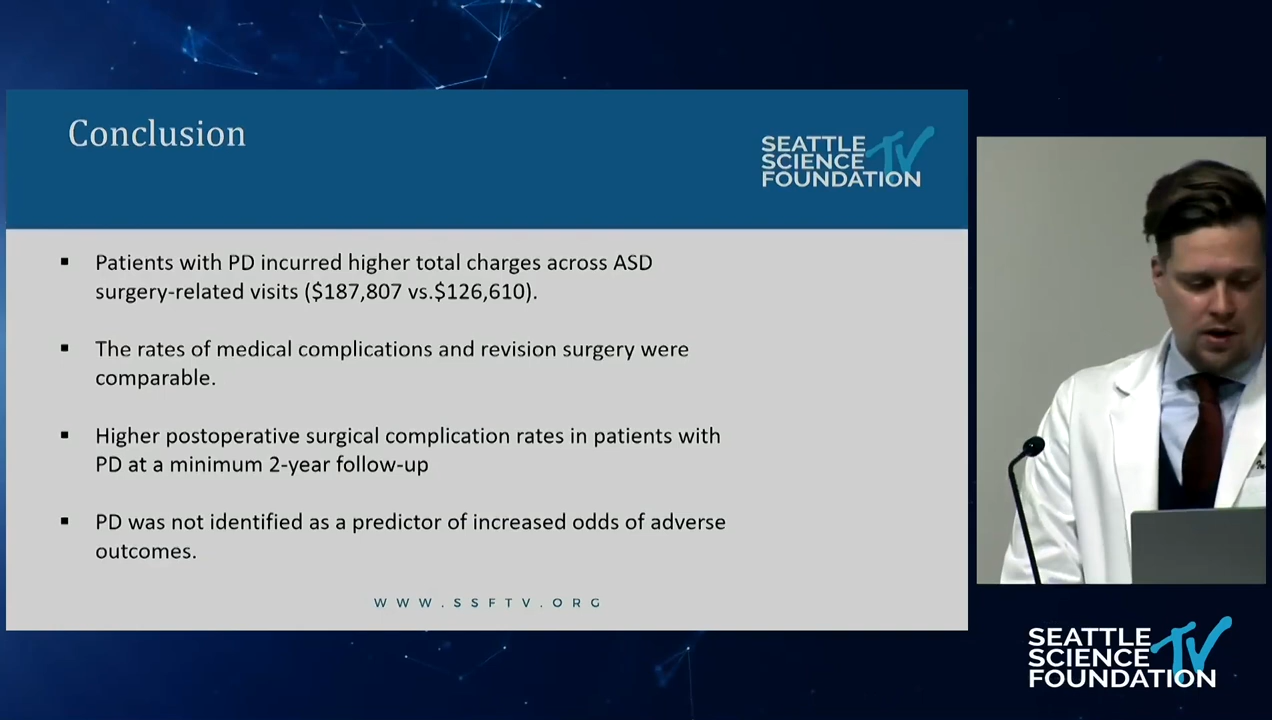 Conclusion
SEATTLE
SCIENCE TV
FOUNDATION
▪ Patients with PD incurred higher total charges across ASD
surgery-related visits ($187,807 vs.$126,610).
▪ The rates of medical complications and revision surgery were
comparable.
▪ Higher postoperative surgical complication rates in patients with
PD at a minimum 2-year follow-up
▪ PD was not identified as a predictor of increased odds of adverse
outcomes.
WWW.SSFTV.ORG
SEATTLE
SCIENCE TV
FOUNDATION